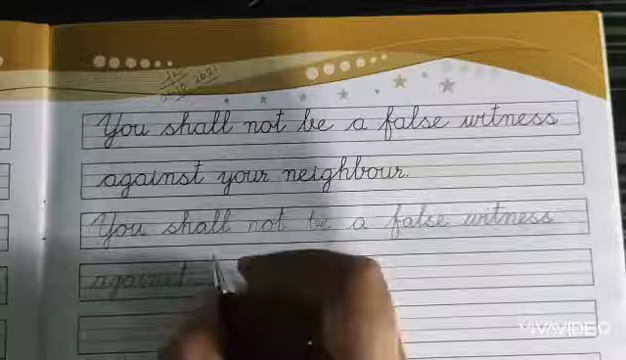 You shall not be a false witness
against your neighbour.
You shall not be a false witness
against
VIVAVIDEO